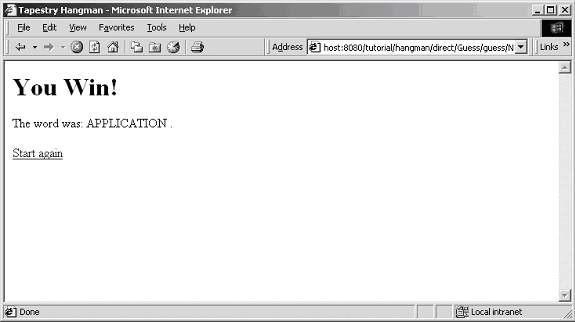 Tapestry Hangman - Microsoft Internet Explorer
File Edit View Favorites Tools Help
Address host:8080/tutorial/hangman/direct/Guess/guess/N Links »
You Win!
The word was: APPLICATION .
Start again
Done Local intranet